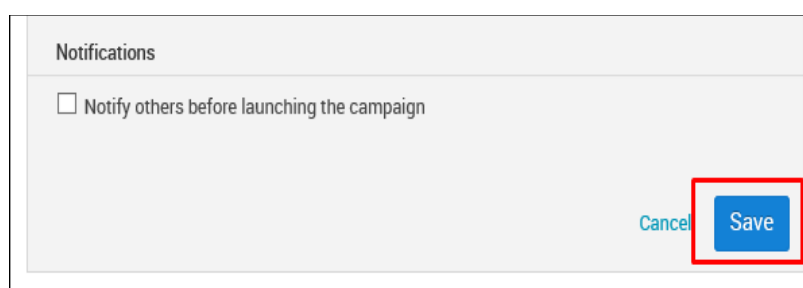 Notifications
Notify others before launching the campaign
Cancel Save